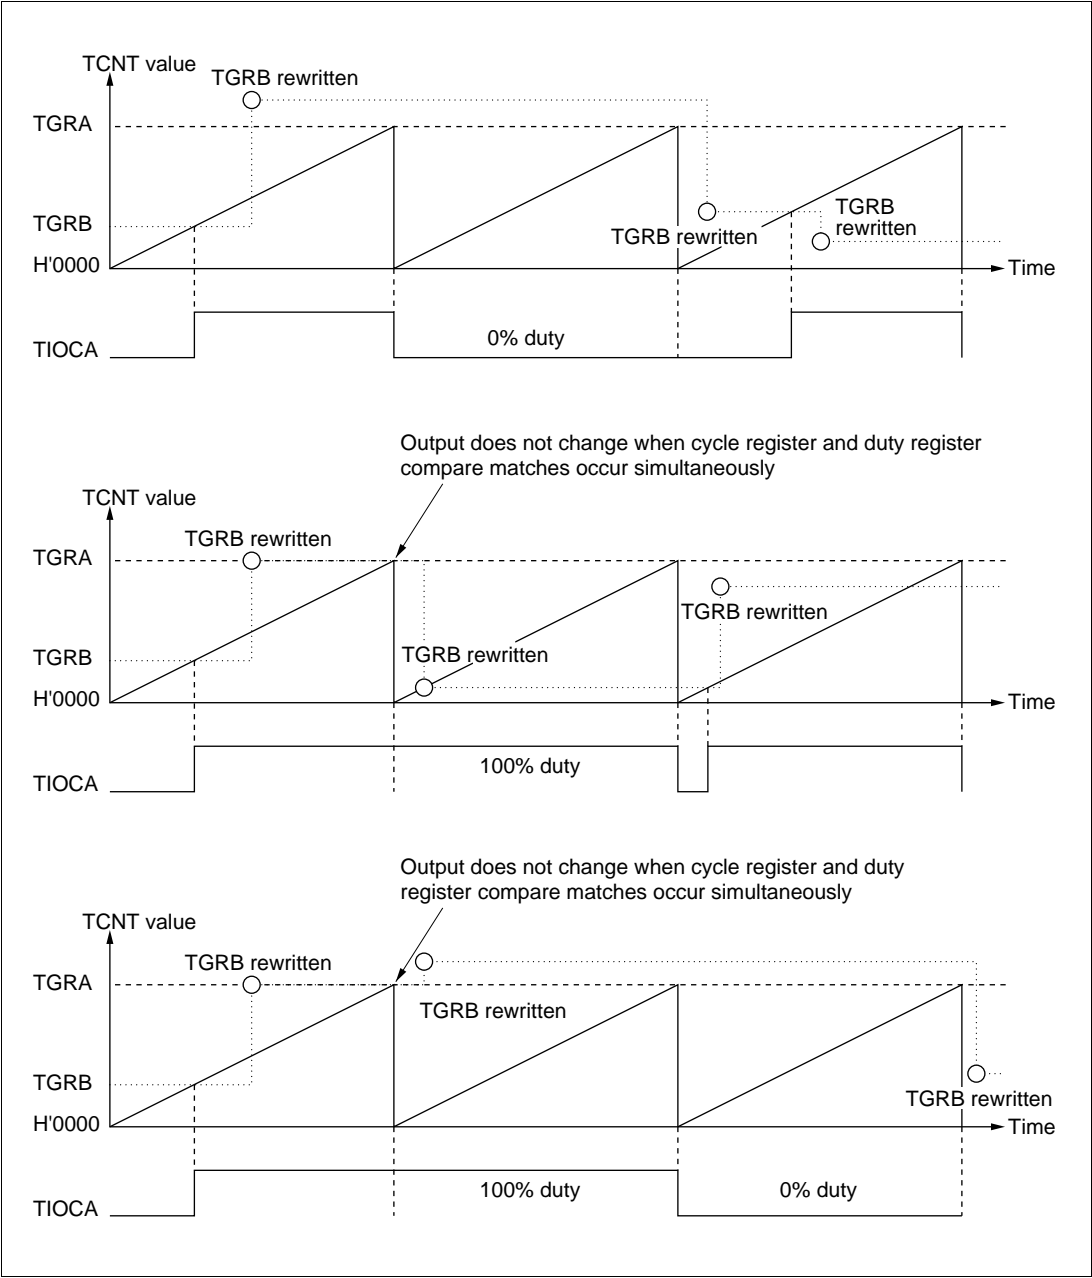 TCNT value
TGRB rewritten
TGRA
TGRB
TGRB
rewritten
TGRB rewritten
H'0000
Time
0% duty
TIOCA
Output does not change when cycle register and duty register
compare matches occur simultaneously
TCNT value
TGRB rewritten
TGRA
TGRB rewritten
TGRB
TGRB rewritten
H'0000
Time
100% duty
TIOCA
Output does not change when cycle register and duty
register compare matches occur simultaneously
TCNT value
TGRB rewritten
TGRA
TGRB rewritten
TGRB
TGRB rewritten
H'0000
Time
100% duty
0% duty
TIOCA